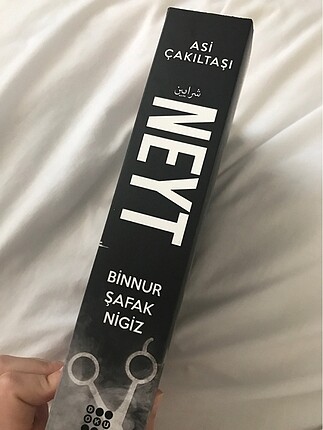 ASİ
ÇAKILTAŞI
شرايين
NEYT
BİNNUR
ŞAFAK
NİGİZ